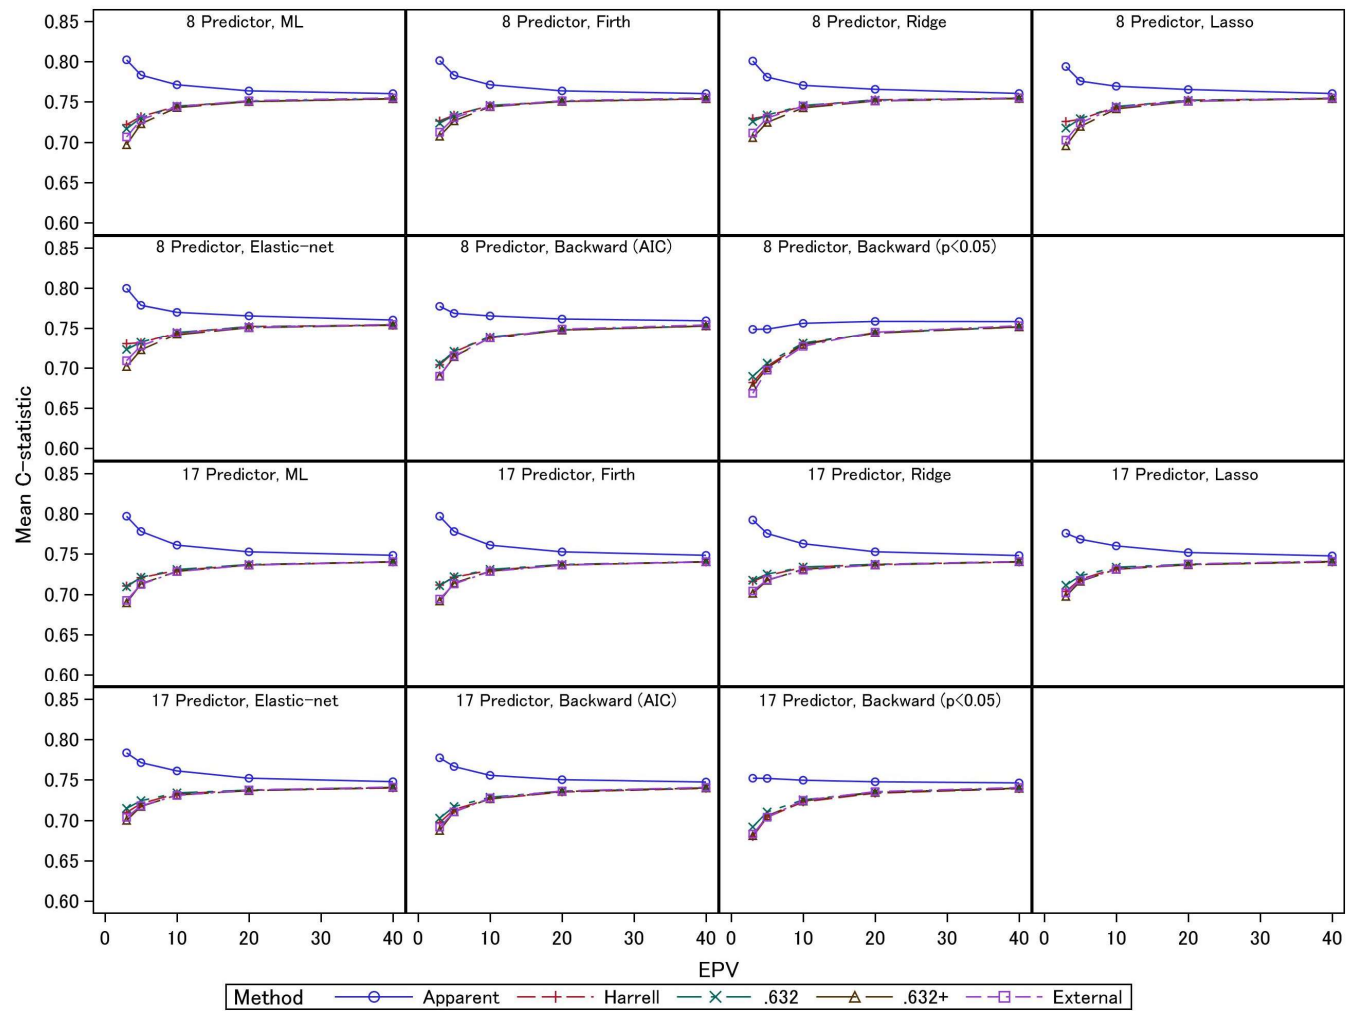 8 Predictor, ML
8 Predictor, Firth
8 Predictor, Ridge
8 Predictor, Lasso
0.85
0.80
0.75
0.70
0.65
0.60
8 Predictor, Elastic-net
8 Predictor, Backward (AIC)
8 Predictor, Backward (p<0.05)
0.85
0.80
0.75
0.70
0.65
0.60
Mean C-statistic
17 Predictor, ML
17 Predictor, Firth
17 Predictor, Ridge
17 Predictor, Lasso
0.85
0.80
0.75
0.70
0.65
0.60
17 Predictor, Elastic-net
17 Predictor, Backward (AIC)
17 Predictor, Backward (p<0.05)
0.85
0.80
0.75
0.70
0.65
0.60
0 10 20 30 40 0 10 20 30 40 0 10 20 30 40 0 10 20 30 40
EPV
Method Apparent Harrell .632 .632+ External